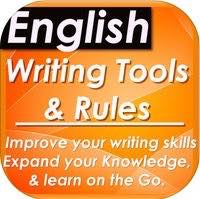 English
Writing Tools
& Rules
Improve your writing skills
Expand your Knowledge,
& learn on the Go.